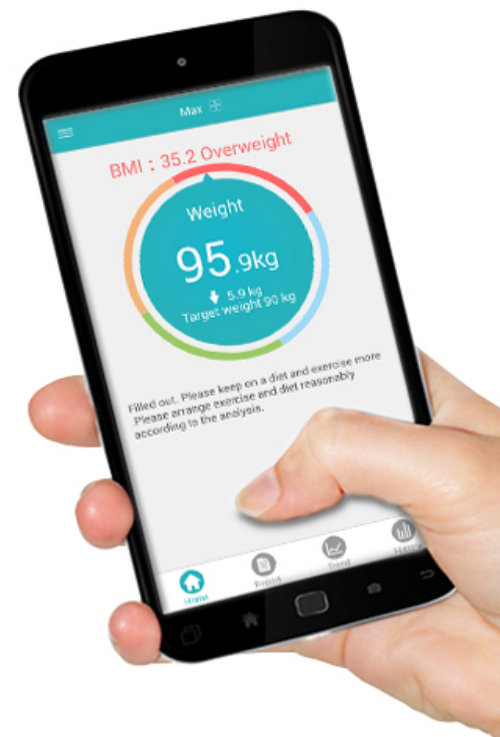 Max
BMI : 35.2 Overweight
Weight
95.9kg
5.9 kg
Target weight 90 kg
Filled out. Please keep on a diet and exercise more
.Please arrange exercise and diet reasonably
according to the analysis.
Home
Report
Trend
History